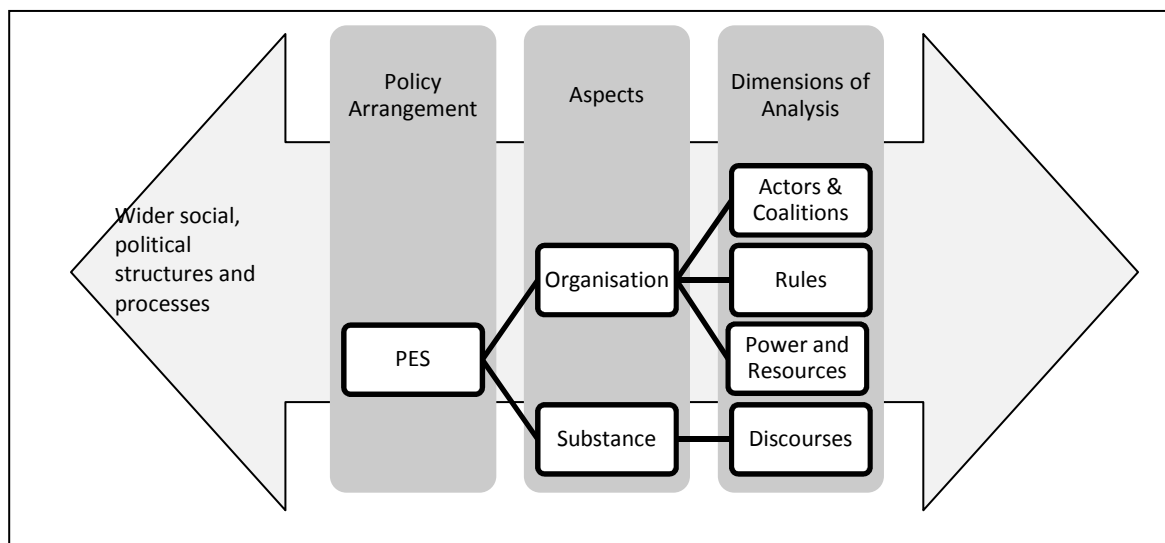 Policy
Arrangement
Aspects
Dimensions of
Analysis
Wider social,
political
structures and
processes
PES
Organisation
Substance
Actors &
Coalitions
Rules
Power and
Resources
Discourses